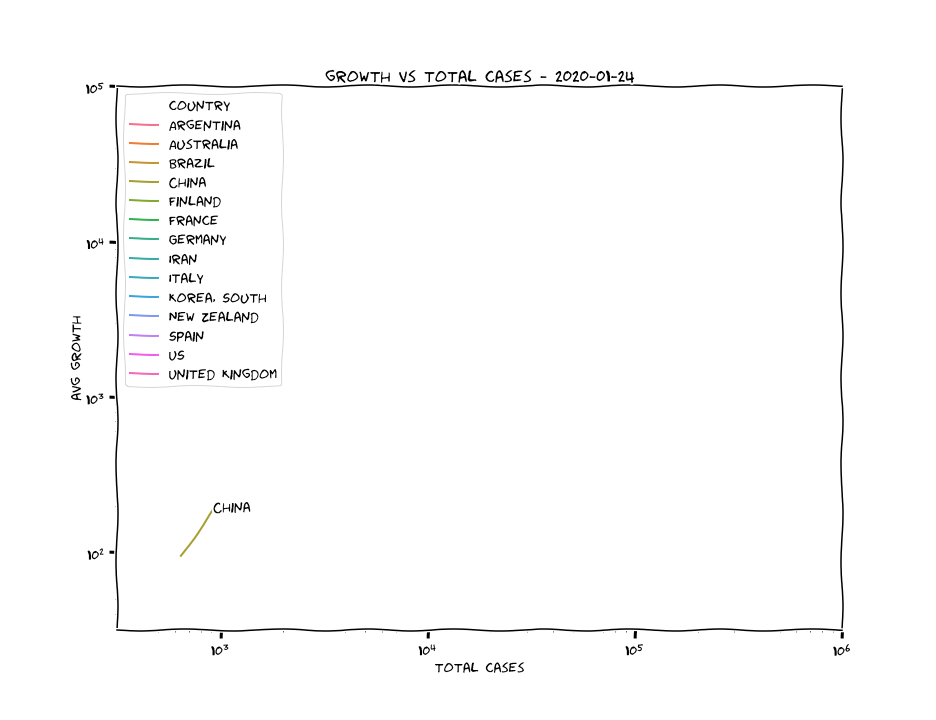 GROWTH VS TOTAL CASES - 2020-01-24
10⁵
COUNTRY
ARGENTINA
AUSTRALIA
BRAZIL
CHINA
FINLAND
FRANCE
GERMANY
IRAN
ITALY
KOREA, SOUTH
NEW ZEALAND
SPAIN
US
UNITED KINGDOM
10⁴
AVG GROWTH
10³
CHINA
10²
10³ 10⁴ 10⁵ 10⁶
TOTAL CASES